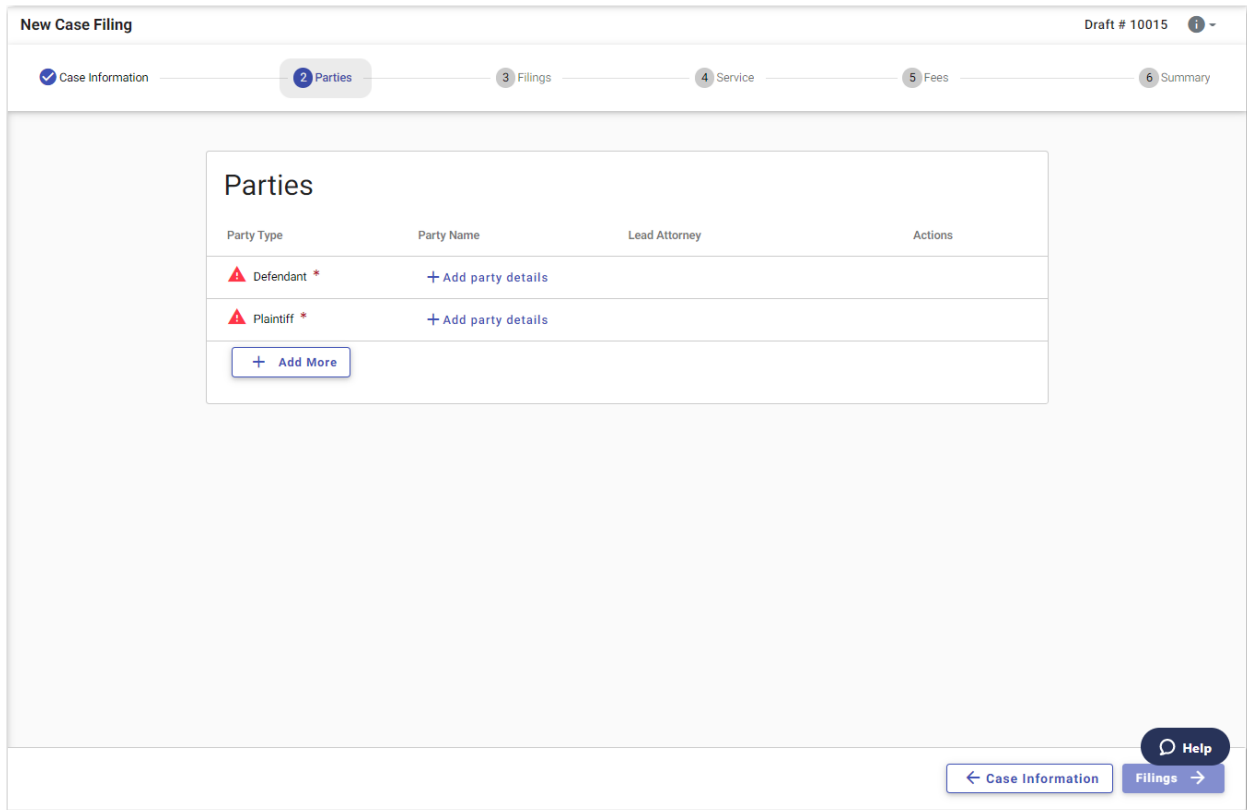 New Case Filing Draft # 10015
Case Information 2 Parties 3 Filings 4 Service 5 Fees 6 Summary
Parties
Party Type Party Name Lead Attorney Actions
Defendant * + Add party details
Plaintiff * + Add party details
+ Add More
Help
← Case Information Filings →